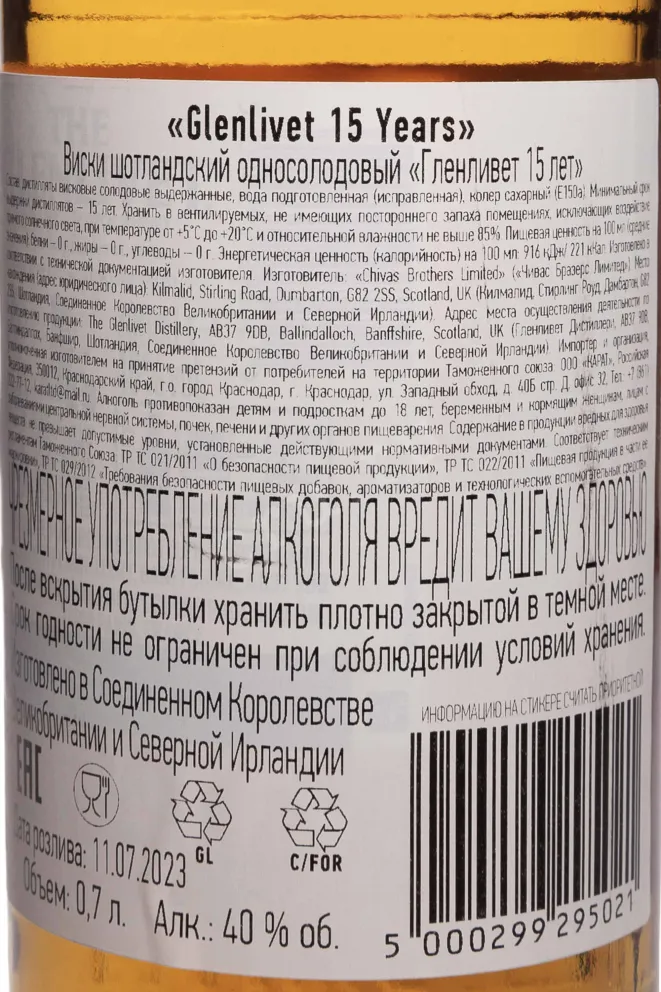 «Glenlivet 15 Years»
Виски шотландский односолодовый «Гленливет 15 лет»
Состав: дистилляты висковые солодовые выдержанные, вода подготовленная (исправленная), колер сахарный (Е150а). Минимальный срок
выдержки дистиллятов – 15 лет. Хранить в вентилируемых, не имеющих постороннего запаха помещениях, исключающих воздействие
прямого солнечного света, при температуре от +5°С до +20°С и относительной влажности не выше 85%. Пищевая ценность на 100 мл (средние
значения): белки – 0 г, жиры – 0 г, углеводы – 0 г. Энергетическая ценность (калорийность) на 100 мл: 916 кДж/ 221 кКал. Изготовлено в
соответствии с технической документацией изготовителя. Изготовитель: «Chivas Brothers Limited» («Чивас Бразерс Лимитед»). Место
нахождения (адрес юридического лица): Kilmalid, Stirling Road, Dumbarton, G82 2SS, Scotland, UK (Килмалид, Стирлинг Роуд, Дамбартон, G82
2SS, Шотландия, Соединенное Королевство Великобритании и Северной Ирландии). Адрес места осуществления деятельности по
изготовлению продукции: The Glenlivet Distillery, AB37 9DB, Ballindalloch, Banffshire, Scotland, UK (Гленливет Дистиллери, AB37 9DB,
Баллиндаллох, Банфшир, Шотландия, Соединенное Королевство Великобритании и Северной Ирландии). Импортер и организация,
уполномоченная изготовителем на принятие претензий от потребителей на территории Таможенного союза: ООО «КАРАТ», Российская
Федерация, 350012, Краснодарский край, г.о. город Краснодар, г. Краснодар, ул. Западный обход, д. 40Б стр. Д, офис 32, Тел.: +7 (861)
karatltd@mail.ru. Алкоголь противопоказан детям и подросткам до 18 лет, беременным и кормящим женщинам, лицам с
заболеваниями центральной нервной системы, почек, печени и других органов пищеварения. Содержание в продукции вредных для здоровья
веществ не превышает допустимые уровни, установленные действующими нормативными документами. Соответствует техническим
регламентам Таможенного Союза: ТР ТС 021/2011 «О безопасности пищевой продукции», ТР ТС 022/2011 «Пищевая продукция в части ее
маркировки», ТР ТС 029/2012 «Требования безопасности пищевых добавок, ароматизаторов и технологических вспомогательных средств»
ЧРЕЗМЕРНОЕ УПОТРЕБЛЕНИЕ АЛКОГОЛЯ ВРЕДИТ ВАШЕМУ ЗДОРОВЬЮ
После вскрытия бутылки хранить плотно закрытой в темной месте.
Срок годности не ограничен при соблюдении условий хранения.
Изготовлено в Соединенном Королевстве
Великобритании и Северной Ирландии
ИНФОРМАЦИЮ НА СТИКЕРЕ СЧИТАТЬ ПРИОРИТЕТНОЙ
EAC
GL
C/FOR
Дата розлива: 11.07.2023
Объем: 0,7 л. Алк.: 40 % об.
5 000299 295021